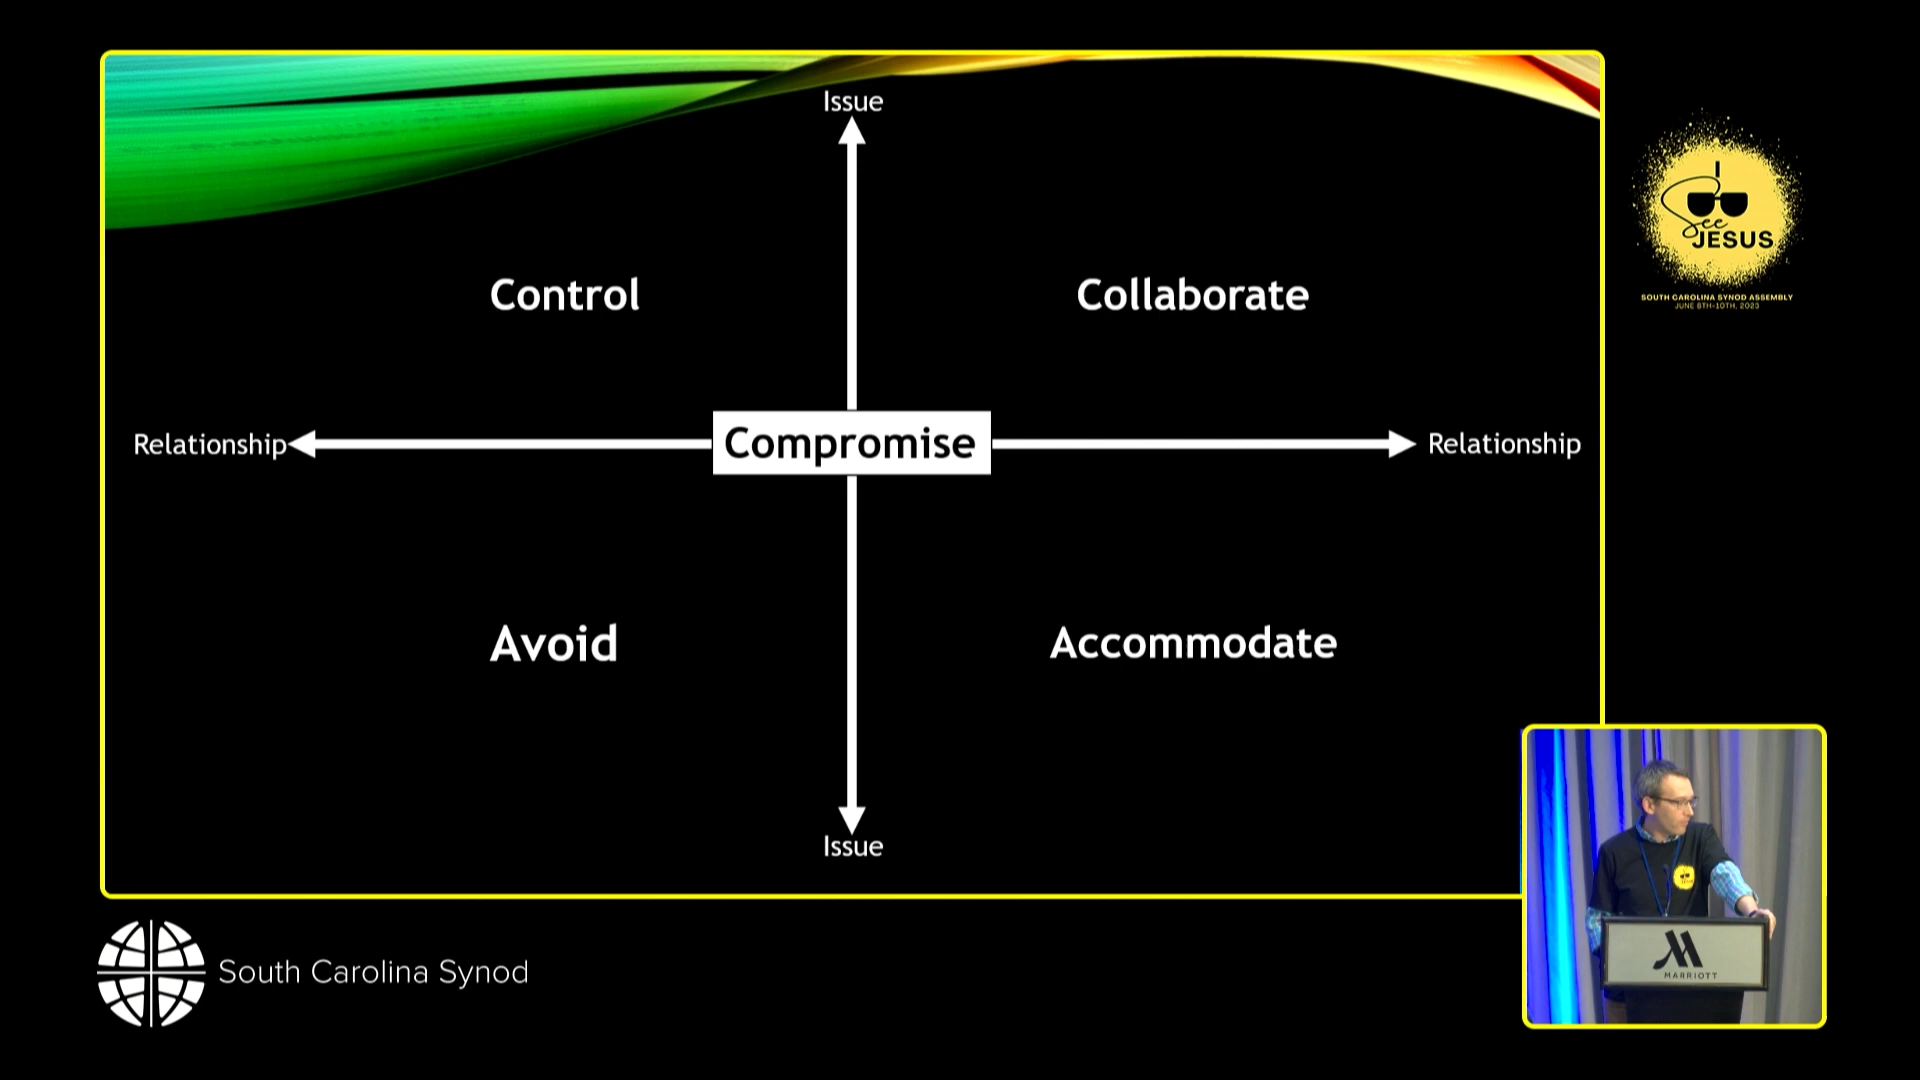 Issue
Control
Collaborate
Relationship
Compromise
Relationship
Avoid
Accommodate
Issue
I
See
JESUS
SOUTH CAROLINA SYNOD ASSEMBLY
JUNE 8TH-10TH, 2023
South Carolina Synod
MARRIOTT